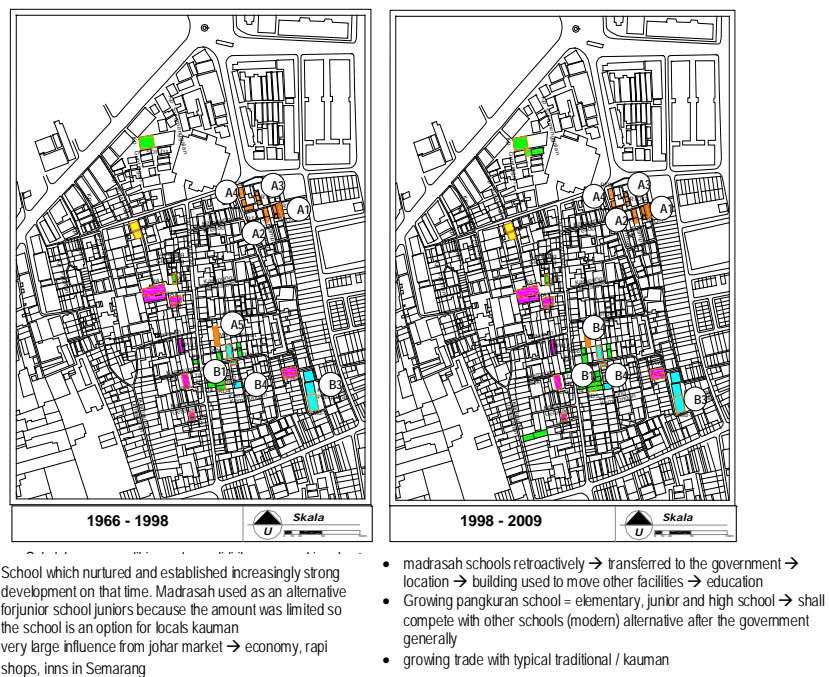 A4
A3
A1
A2
A5
B1
B4
B3
1966 - 1998
Skala
U
A4
A3
A1
A2
B4
B4
B3
1998 - 2009
Skala
U
School which nurtured and established increasingly strong
development on that time. Madrasah used as an alternative
forjunior school juniors because the amount was limited so
the school is an option for locals kauman
very large influence from johar market → economy, rapi
shops, inns in Semarang
• madrasah schools retroactively → transferred to the government →
location → building used to move other facilities → education
• Growing pangkuran school = elementary, junior and high school → shall
compete with other schools (modern) alternative after the government
generally
• growing trade with typical traditional / kauman